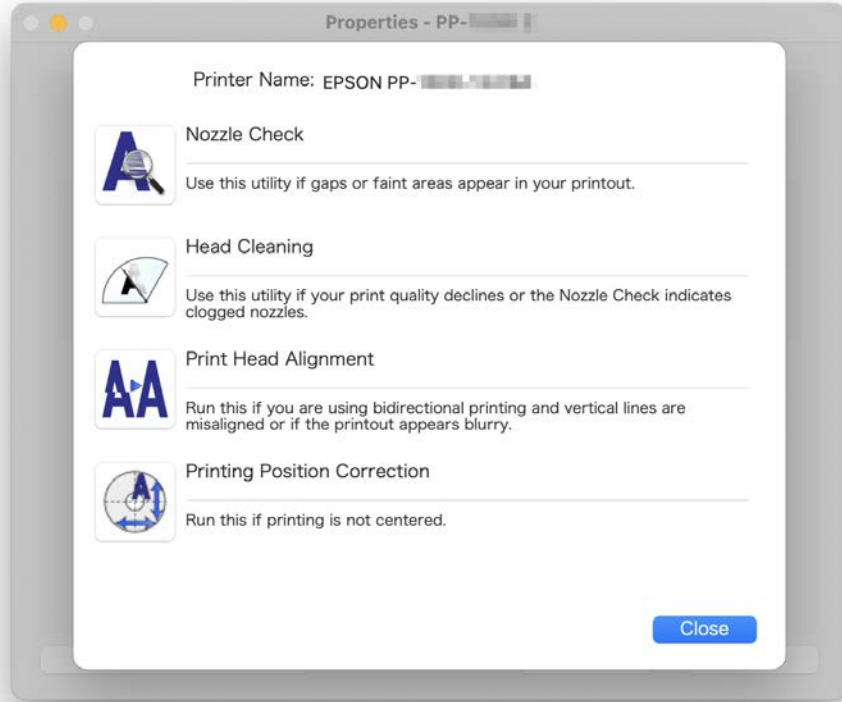 Properties - PP-
Printer Name: EPSON PP-
Nozzle Check
Use this utility if gaps or faint areas appear in your printout.
Head Cleaning
Use this utility if your print quality declines or the Nozzle Check indicates
clogged nozzles.
Print Head Alignment
Run this if you are using bidirectional printing and vertical lines are
misaligned or if the printout appears blurry.
Printing Position Correction
Run this if printing is not centered.
Close